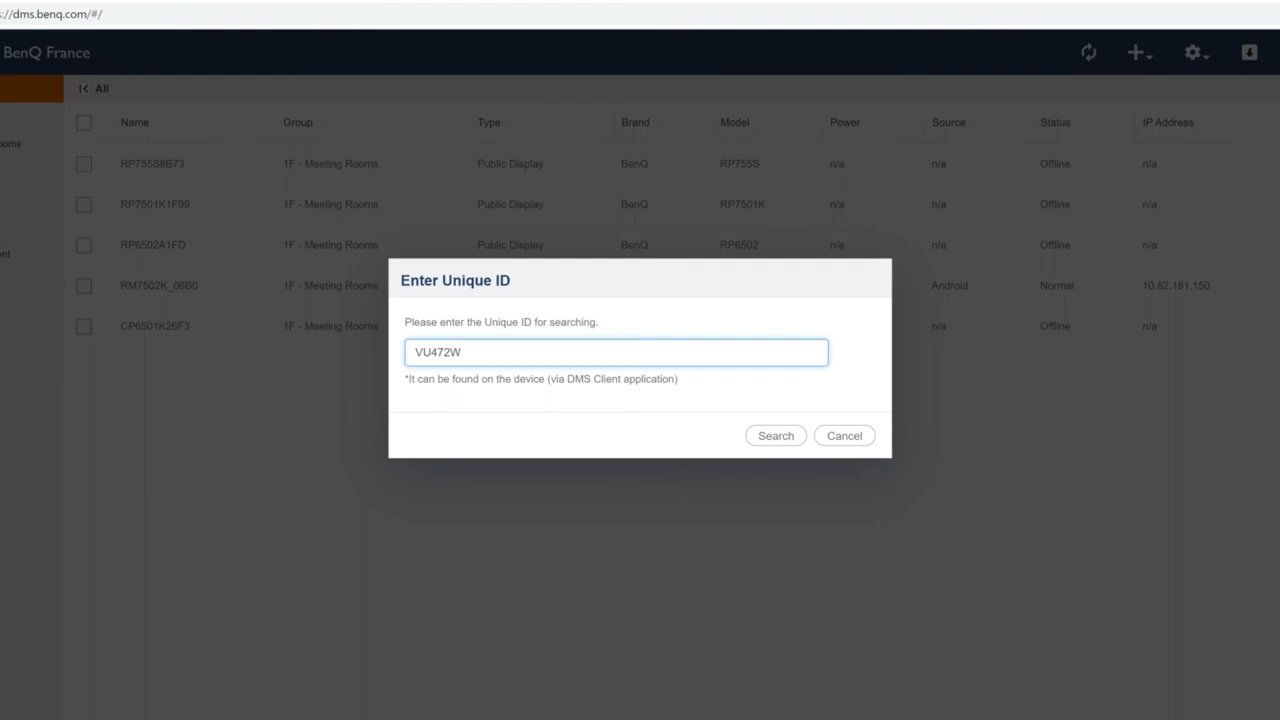 ://dms.benq.com/#/
BenQ France
All
Name Group Type Brand Model Power Source Status IP Address
ooms
RP755S8B73 1F - Meeting Rooms Public Display BenQ RP755S n/a n/a Offline n/a
RP7501K1F99 1F - Meeting Rooms Public Display BenQ RP7501K n/a n/a Offline n/a
RP6502A1FD 1F - Meeting Rooms Public Display BenQ RP6502 n/a n/a Offline n/a
nt
RM7502K_06B0 1F - Meeting Rooms Android Normal 10.82.181.150
CP6501K26F3 1F - Meeting Rooms n/a Offline n/a
Enter Unique ID
Please enter the Unique ID for searching.
VU472W
*It can be found on the device (via DMS Client application)
Search Cancel